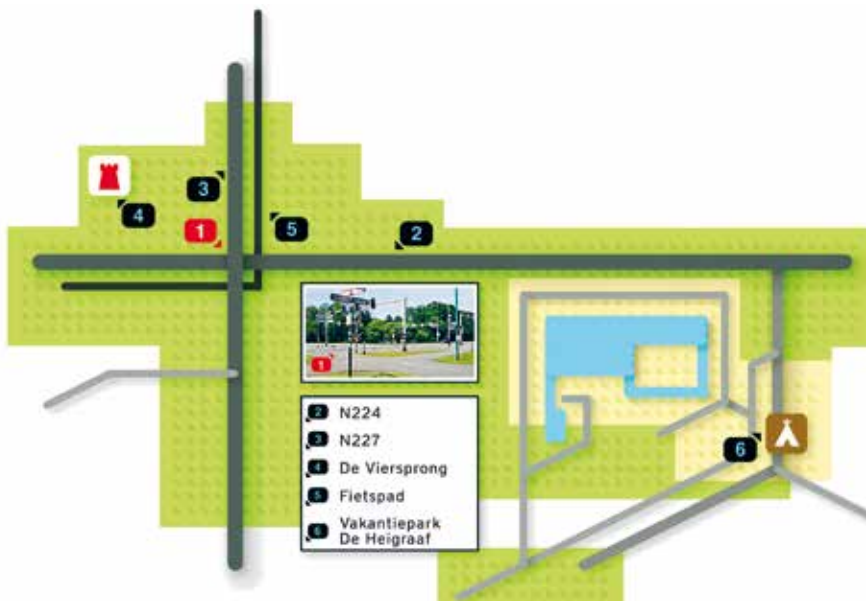 3
4
1
5
2
1
2 N224
3 N227
4 De Viersprong
5 Fietspad
6 Vakantiepark
De Heigraaf
6